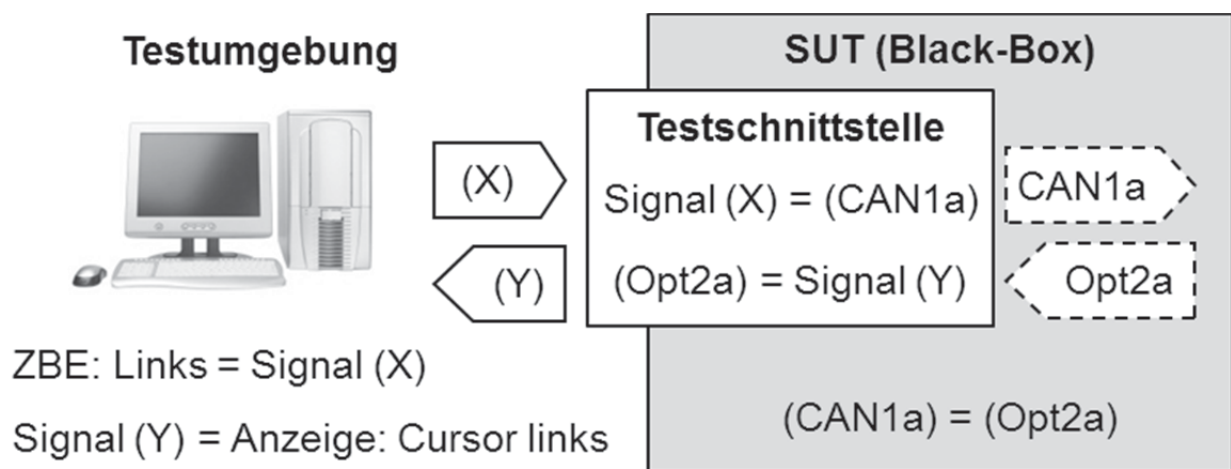 Testumgebung
SUT (Black-Box)
Testschnittstelle
(X)
Signal (X) = (CAN1a)
CAN1a
(Y)
(Opt2a) = Signal (Y)
Opt2a
ZBE: Links = Signal (X)
Signal (Y) = Anzeige: Cursor links
(CAN1a) = (Opt2a)